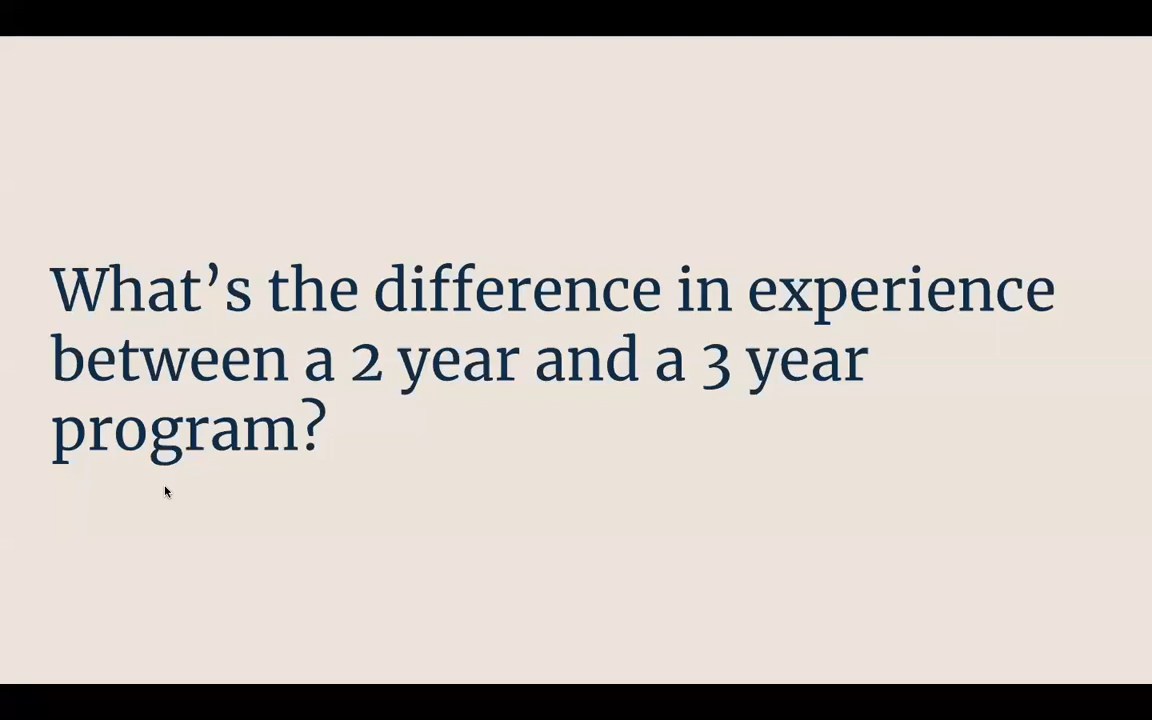 What’s the difference in experience
between a 2 year and a 3 year
program?